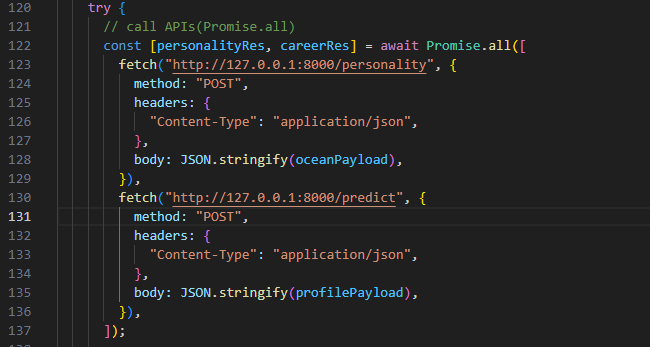 120 try {
121 // call APIs(Promise.all)
122 const [personalityRes, careerRes] = await Promise.all([
123 fetch("http://127.0.0.1:8000/personality", {
124 method: "POST",
125 headers: {
126 "Content-Type": "application/json",
127 },
128 body: JSON.stringify(oceanPayload),
129 }),
130 fetch("http://127.0.0.1:8000/predict", {
131 method: "POST",
132 headers: {
133 "Content-Type": "application/json",
134 },
135 body: JSON.stringify(profilePayload),
136 }),
137 ]);